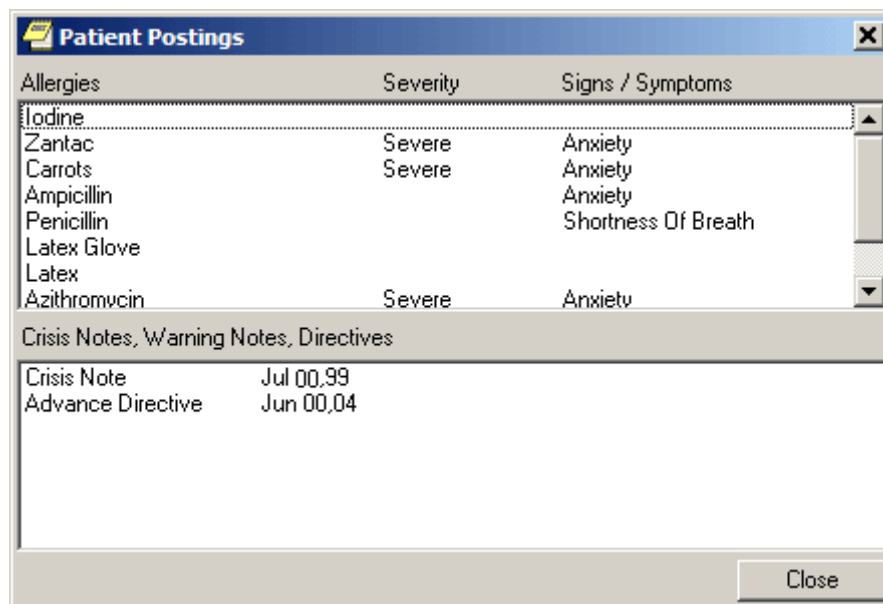 Patient Postings
Allergies Severity Signs / Symptoms
Iodine
Zantac Severe Anxiety
Carrots Severe Anxiety
Ampicillin Anxiety
Penicillin Shortness Of Breath
Latex Glove
Latex
Azithromycin Severe Anxiety
Crisis Notes, Warning Notes, Directives
Crisis Note Jul 00,99
Advance Directive Jun 00,04
Close